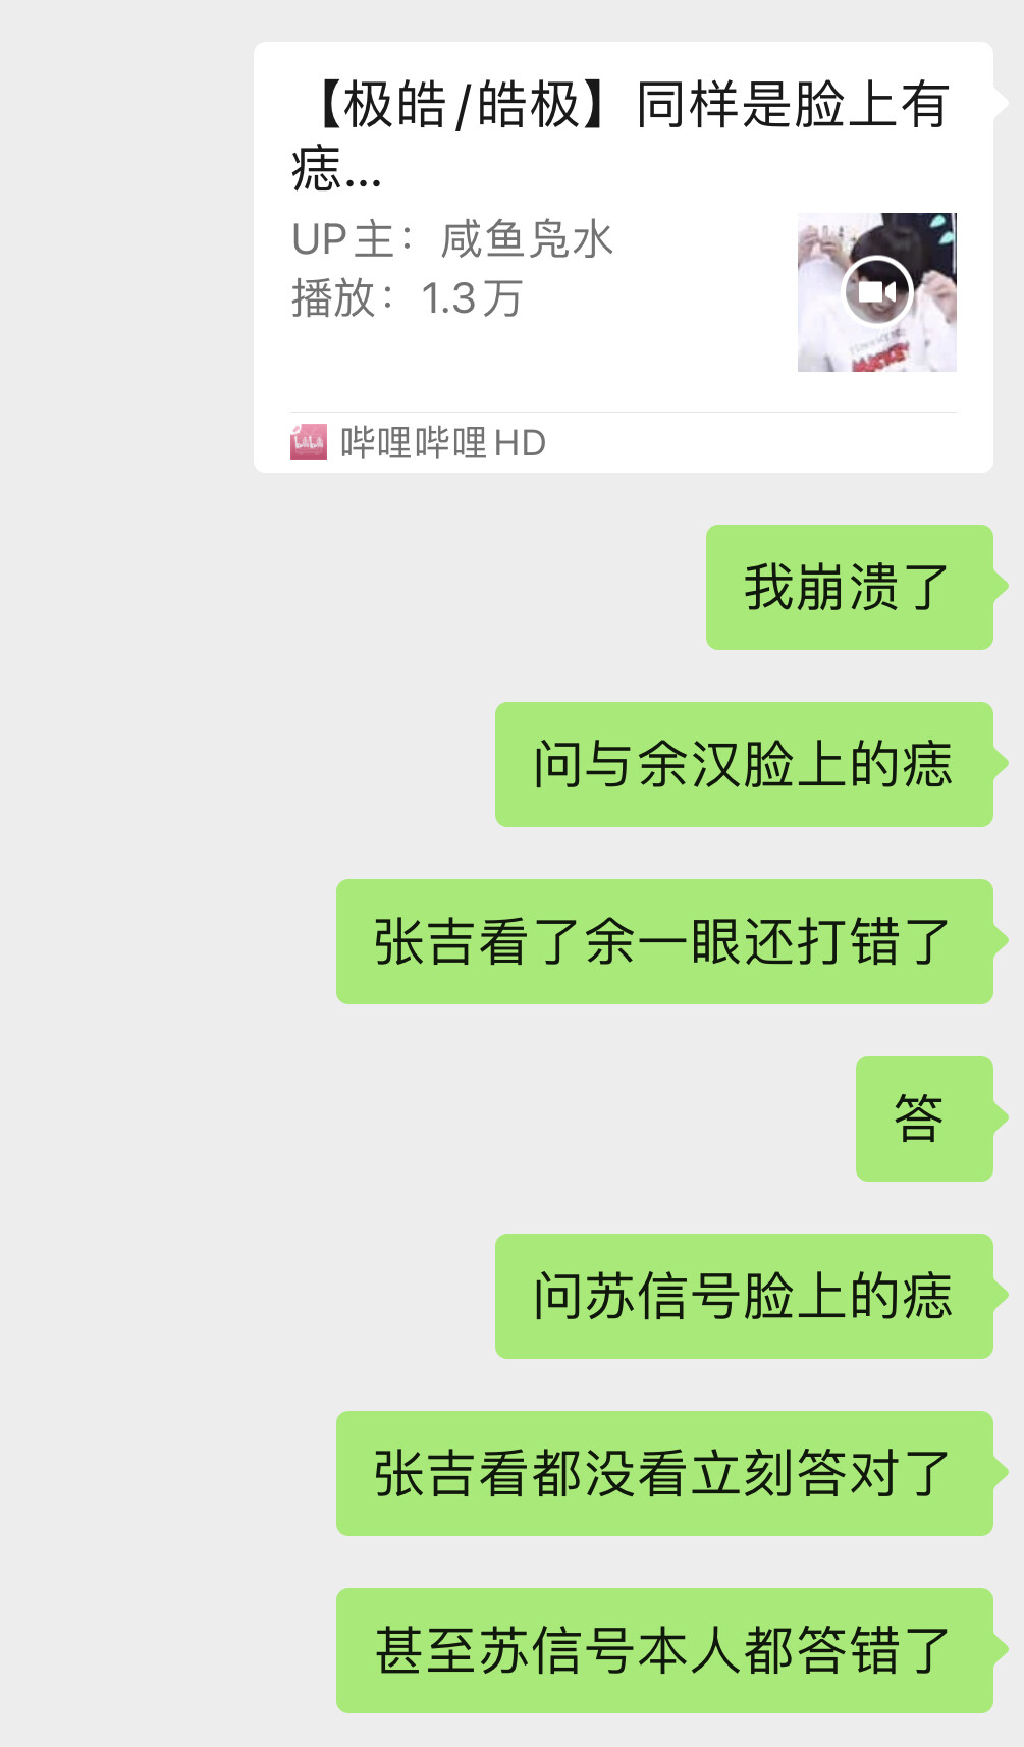 【极皓/皓极】同样是脸上有
痣...
UP主：咸鱼凫水
播放：1.3万
哔哩哔哩HD
我崩溃了
问与余汉脸上的痣
张吉看了余一眼还打错了
答
问苏信号脸上的痣
张吉看都没看立刻答对了
甚至苏信号本人都答错了